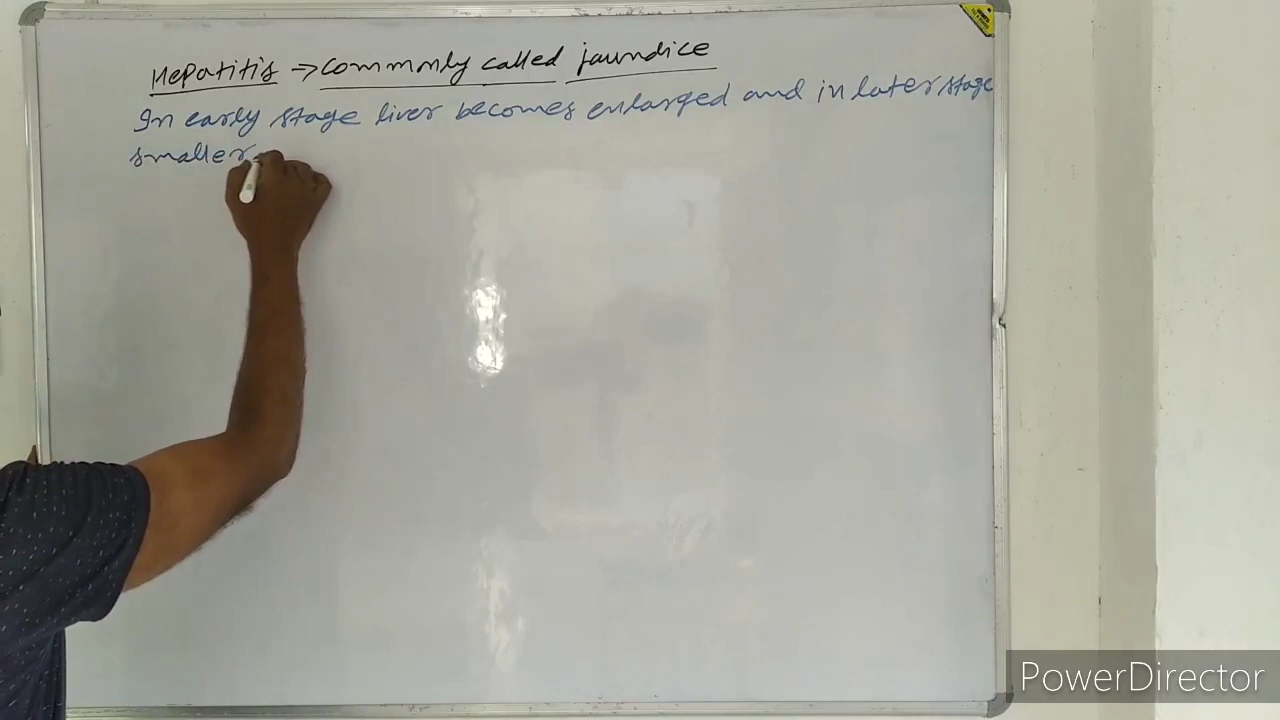 Hepatitis → commonly called jaundice
In early stage liver becomes enlarged and in later stage
smaller
PowerDirector